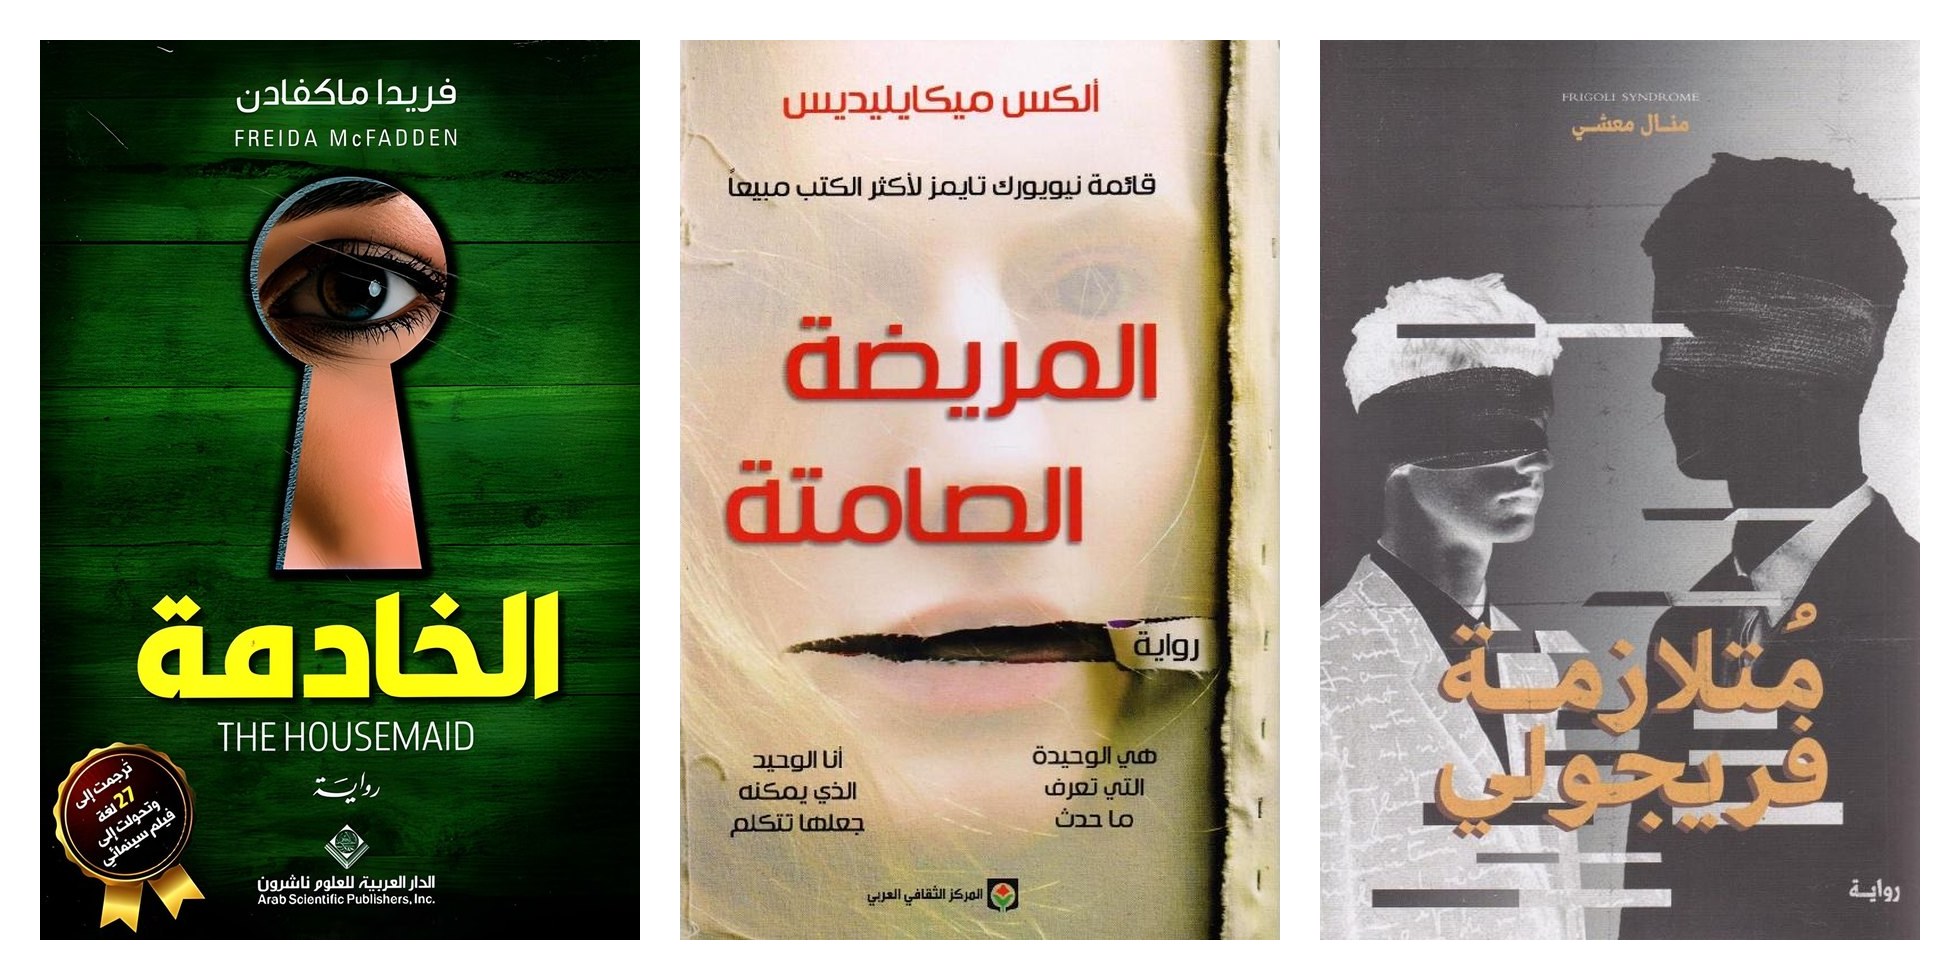 فريدا ماكفادن
FREIDA McFADDEN
الخادمة
THE HOUSEMAID
رواية
تُرجمت إلى
27 لغة
وتحولت إلى
فيلم سينمائي
الدار العربية للعلوم ناشرون
Arab Scientific Publishers, Inc.
ألكس ميكايليديس
قائمة نيويورك تايمز لأكثر الكتب مبيعاً
المريضة
الصامتة
رواية
هي الوحيدة
التي تعرف
ما حدث
أنا الوحيد
الذي يمكنه
جعلها تتكلم
المركز الثقافي العربي
FRIGOLI SYNDROME
منال معشي
مُتلازمة
فريجولي
رواية